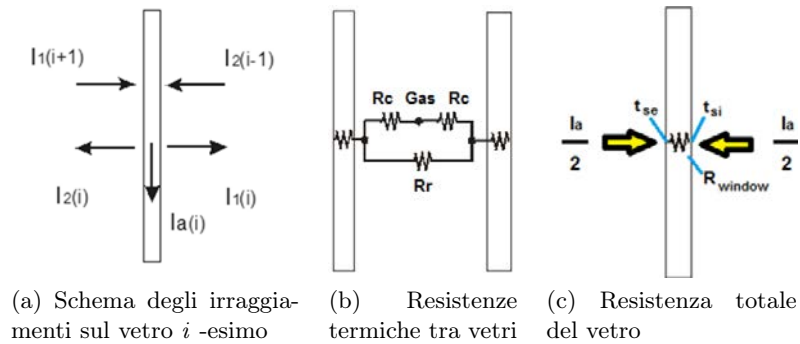 I1(i+1)
I2(i-1)
I2(i)
I1(i)
Ia(i)
Rc Gas Rc
Rr
tse
tsi
Ia
2
Ia
2
Rwindow
(a) Schema degli irraggia-
menti sul vetro i -esimo
(b) Resistenze
termiche tra vetri
(c) Resistenza totale
del vetro